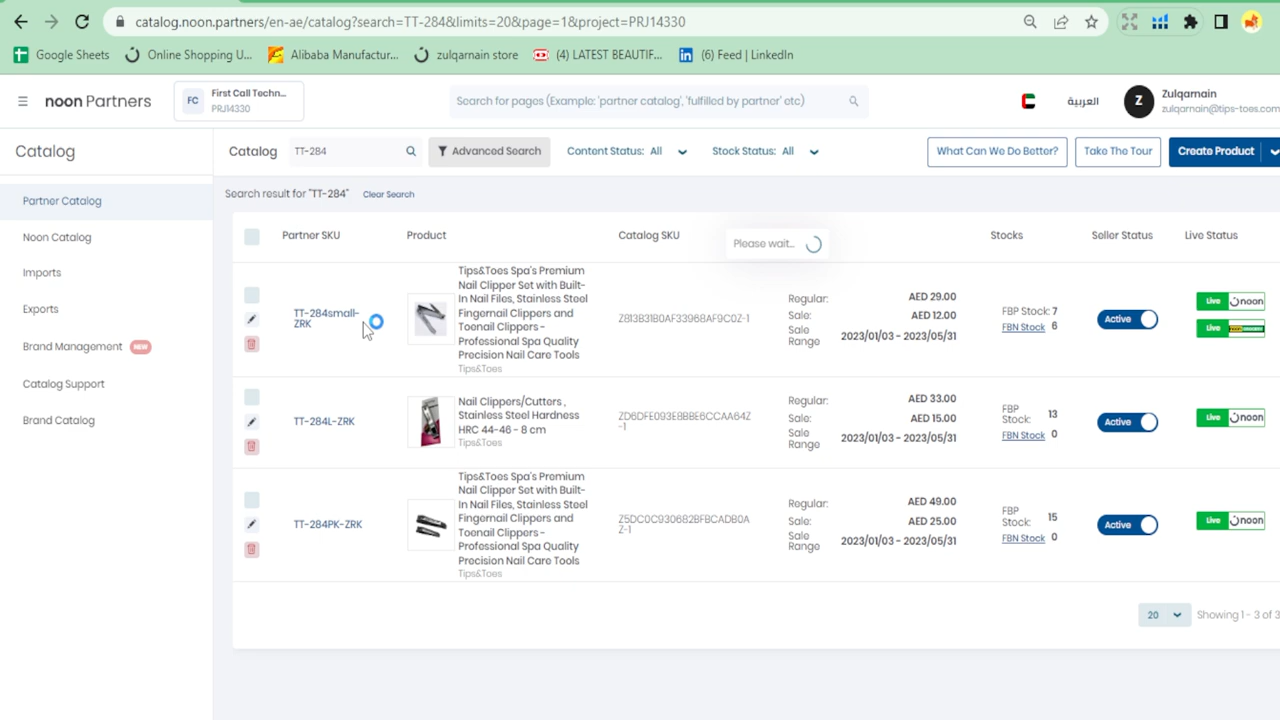 catalog.noon.partners/en-ae/catalog?search=TT-284&limits=20&page=1&project=PRJ14330
Google Sheets
Online Shopping U...
Alibaba Manufactur...
zulqarnain store
(4) LATEST BEAUTIF...
(6) Feed | LinkedIn
noon Partners
FC
First Call Techn...
PRJ14330
Search for pages (Example: 'partner catalog', 'fulfilled by partner' etc)
العربية
Z
Zulqarnain
zulqarnain@tips-toes.com
Catalog
Partner Catalog
Noon Catalog
Imports
Exports
Brand Management NEW
Catalog Support
Brand Catalog
Catalog
TT-284
Advanced Search
Content Status: All
Stock Status: All
What Can We Do Better?
Take The Tour
Create Product
Search result for "TT-284"
Clear Search
Partner SKU
Product
Catalog SKU
Please wait...
Stocks
Seller Status
Live Status
TT-284small-
ZRK
Tips&Toes Spa's Premium
Nail Clipper Set with Built-
In Nail Files, Stainless Steel
Fingernail Clippers and
Toenail Clippers -
Professional Spa Quality
Precision Nail Care Tools
Tips&Toes
Z813B31B0AF33968AF9C0Z-1
Regular: AED 29.00
Sale: AED 12.00
Sale
Range
2023/01/03 - 2023/05/31
FBP Stock: 7
FBN Stock 6
Active
Live noon
Live
TT-284L-ZRK
Nail Clippers/Cutters ,
Stainless Steel Hardness
HRC 44-46 - 8 cm
Tips&Toes
ZD6DFE093E8BBE6CCAA64Z
-1
Regular: AED 33.00
Sale: AED 15.00
Sale
Range
2023/01/03 - 2023/05/31
FBP
Stock: 13
FBN Stock 0
Active
Live noon
TT-284PK-ZRK
Tips&Toes Spa's Premium
Nail Clipper Set with Built-
In Nail Files, Stainless Steel
Fingernail Clippers and
Toenail Clippers -
Professional Spa Quality
Precision Nail Care Tools
Tips&Toes
Z5DC0C930682BFBCADB0A
Z-1
Regular: AED 49.00
Sale: AED 25.00
Sale
Range
2023/01/03 - 2023/05/31
FBP
Stock: 15
FBN Stock 0
Active
Live noon
20
Showing 1 - 3 of 3